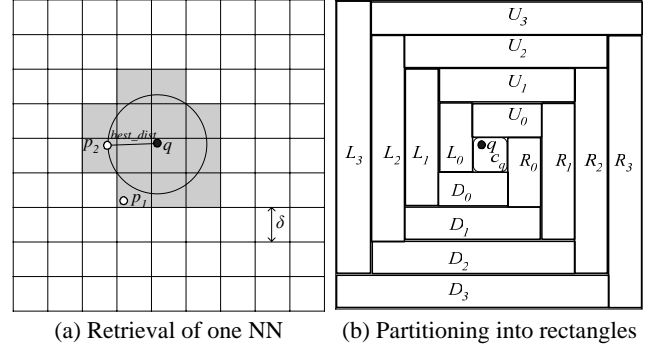 best_dist
p2
q
p1
δ
(a) Retrieval of one NN
U3
U2
U1
U0
L3
L2
L1
L0
q
cq
R0
R1
R2
R3
D0
D1
D2
D3
(b) Partitioning into rectangles